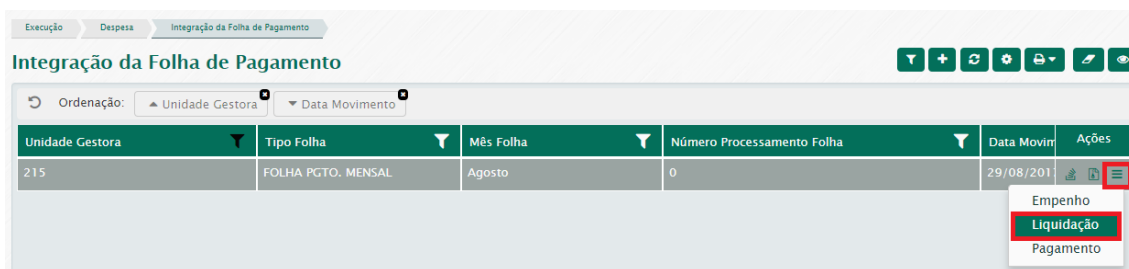 Execução Despesa Integração da Folha de Pagamento
Integração da Folha de Pagamento
Ordenação: Unidade Gestora Data Movimento
Unidade Gestora Tipo Folha Mês Folha Número Processamento Folha Data Movim Ações
215 FOLHA PGTO. MENSAL Agosto 0 29/08/201
Empenho
Liquidação
Pagamento